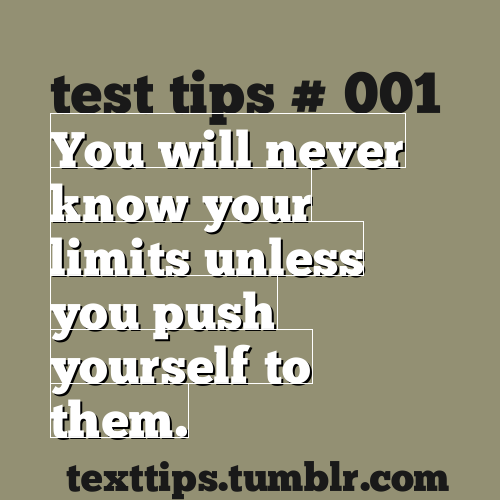 test tips # 001
You will never
know your
limits unless
you push
yourself to
them.
texttips.tumblr.com